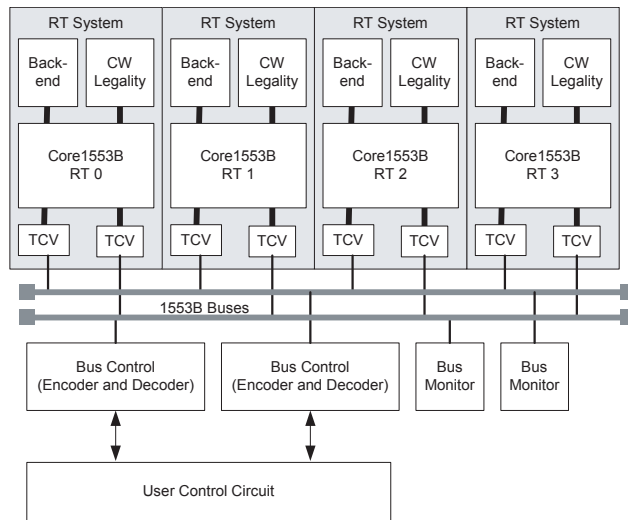 RT System
RT System
RT System
RT System
Back-
end
CW
Legality
Back-
end
CW
Legality
Back-
end
CW
Legality
Back-
end
CW
Legality
Core1553B
RT 0
Core1553B
RT 1
Core1553B
RT 2
Core1553B
RT 3
TCV
TCV
TCV
TCV
TCV
TCV
TCV
TCV
1553B Buses
Bus Control
(Encoder and Decoder)
Bus Control
(Encoder and Decoder)
Bus
Monitor
Bus
Monitor
User Control Circuit